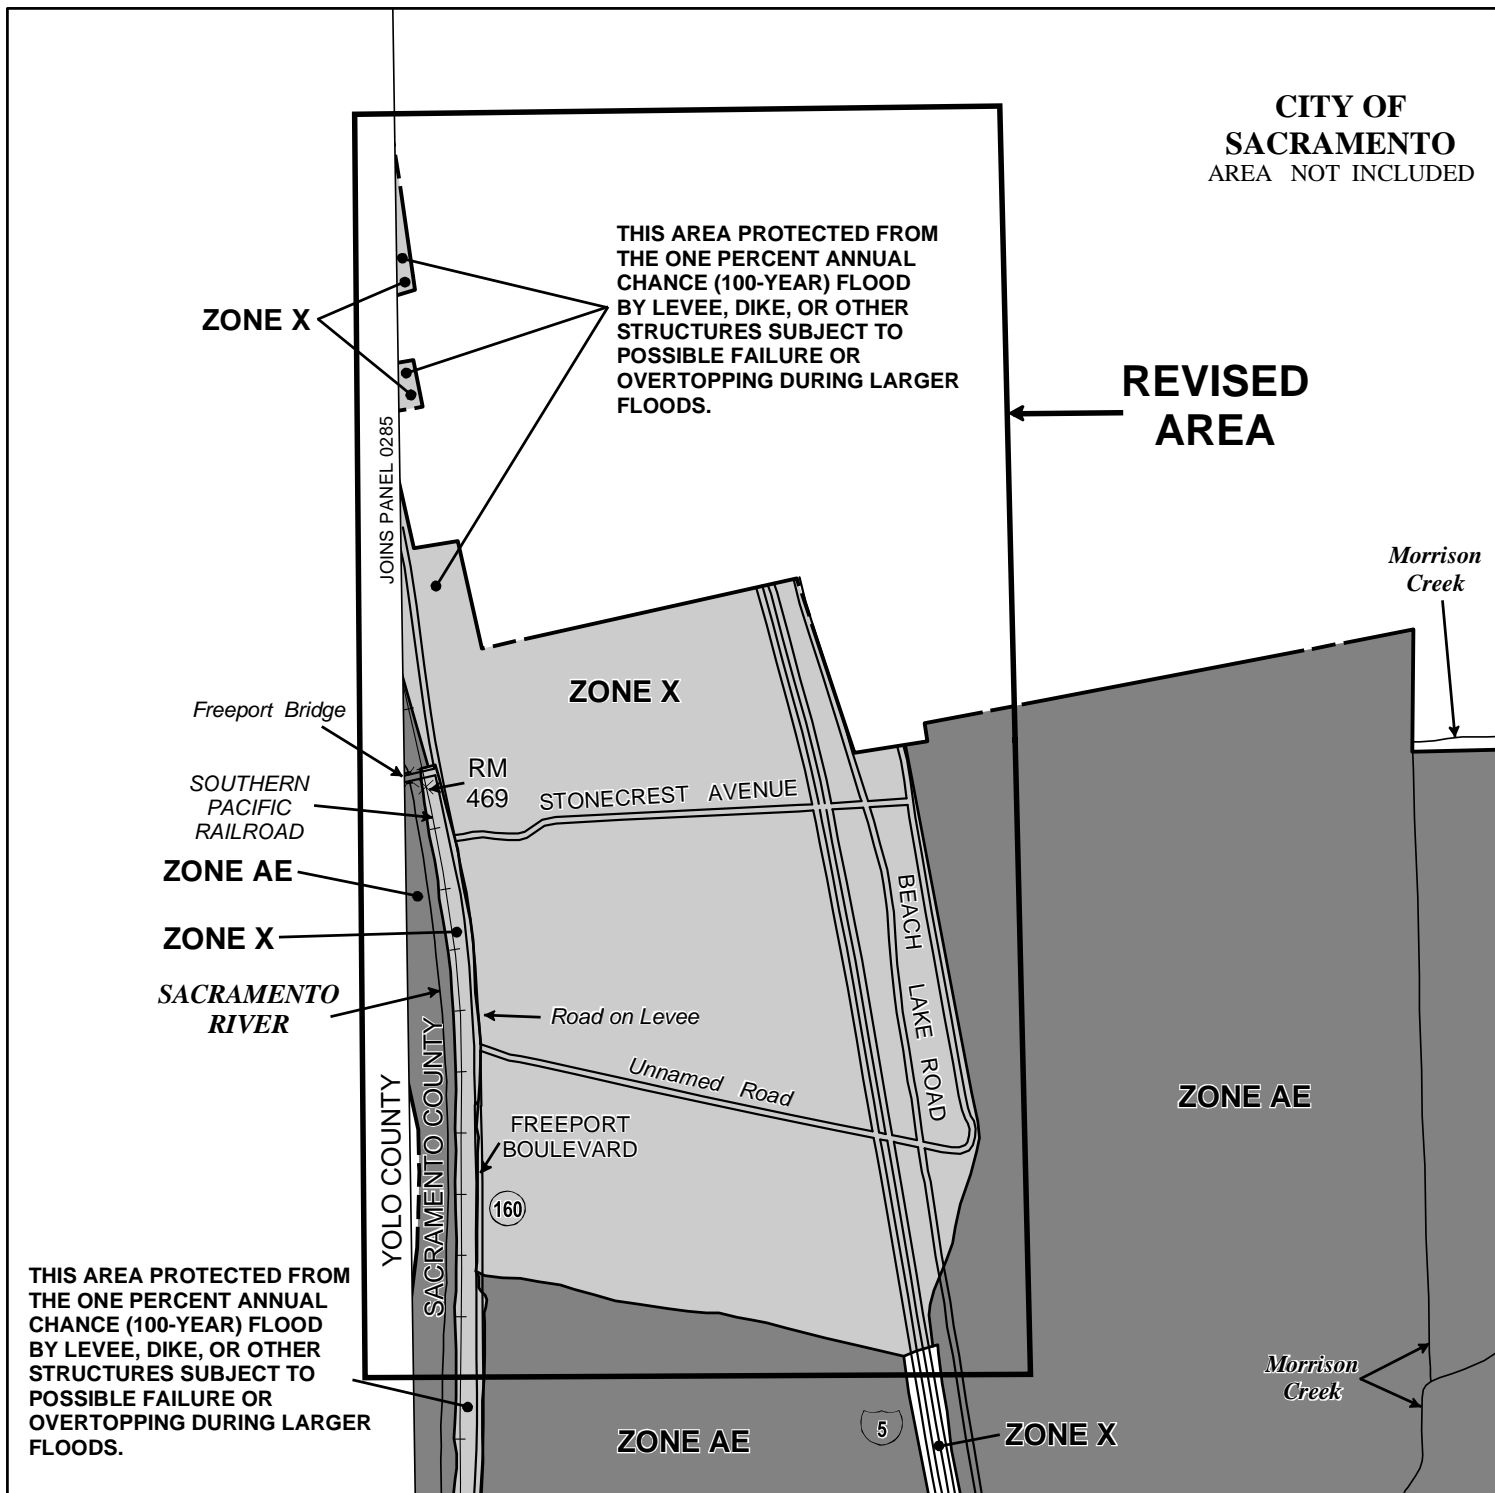 CITY OF
SACRAMENTO
AREA NOT INCLUDED
THIS AREA PROTECTED FROM
THE ONE PERCENT ANNUAL
CHANCE (100-YEAR) FLOOD
BY LEVEE, DIKE, OR OTHER
STRUCTURES SUBJECT TO
POSSIBLE FAILURE OR
OVERTOPPING DURING LARGER
FLOODS.
ZONE X
REVISED
AREA
JOINS PANEL 0285
Morrison
Creek
ZONE X
Freeport Bridge
SOUTHERN
PACIFIC
RAILROAD
RM
469
STONECREST AVENUE
ZONE AE
ZONE X
BEACH LAKE ROAD
SACRAMENTO
RIVER
Road on Levee
Unnamed Road
YOLO COUNTY
SACRAMENTO COUNTY
ZONE AE
FREEPORT
BOULEVARD
160
THIS AREA PROTECTED FROM
THE ONE PERCENT ANNUAL
CHANCE (100-YEAR) FLOOD
BY LEVEE, DIKE, OR OTHER
STRUCTURES SUBJECT TO
POSSIBLE FAILURE OR
OVERTOPPING DURING LARGER
FLOODS.
Morrison
Creek
ZONE AE
5
ZONE X